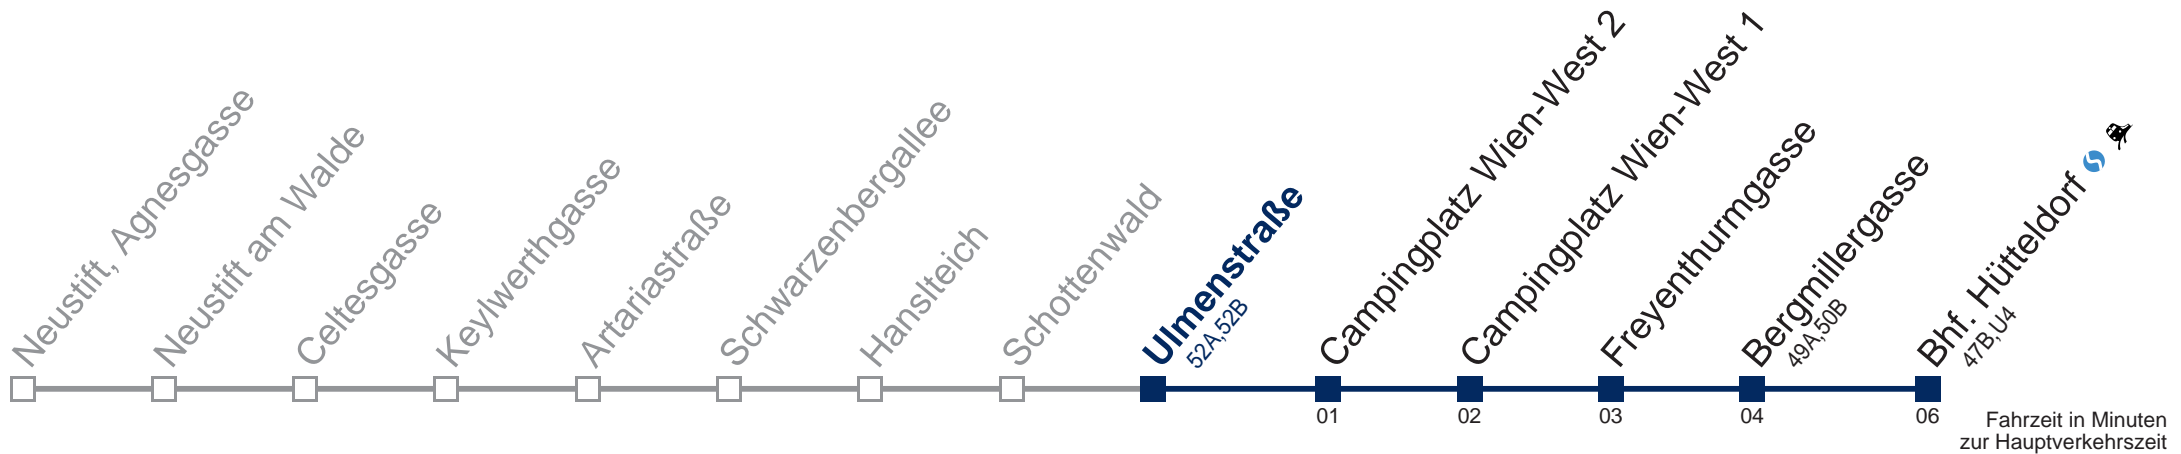 Neustift, Agnesgasse
Neustift am Walde
Celtesgasse
Keylwerthgasse
Artariastraße
Schwarzenbergallee
Hanslteich
Schottenwald
Ulmenstraße
52A,52B
Campingplatz Wien-West 2
01
Campingplatz Wien-West 1
02
Freyenthurmgasse
03
Bergmillergasse
49A,50B
04
Bhf. Hütteldorf
47B,U4
06
Fahrzeit in Minuten
zur Hauptverkehrszeit